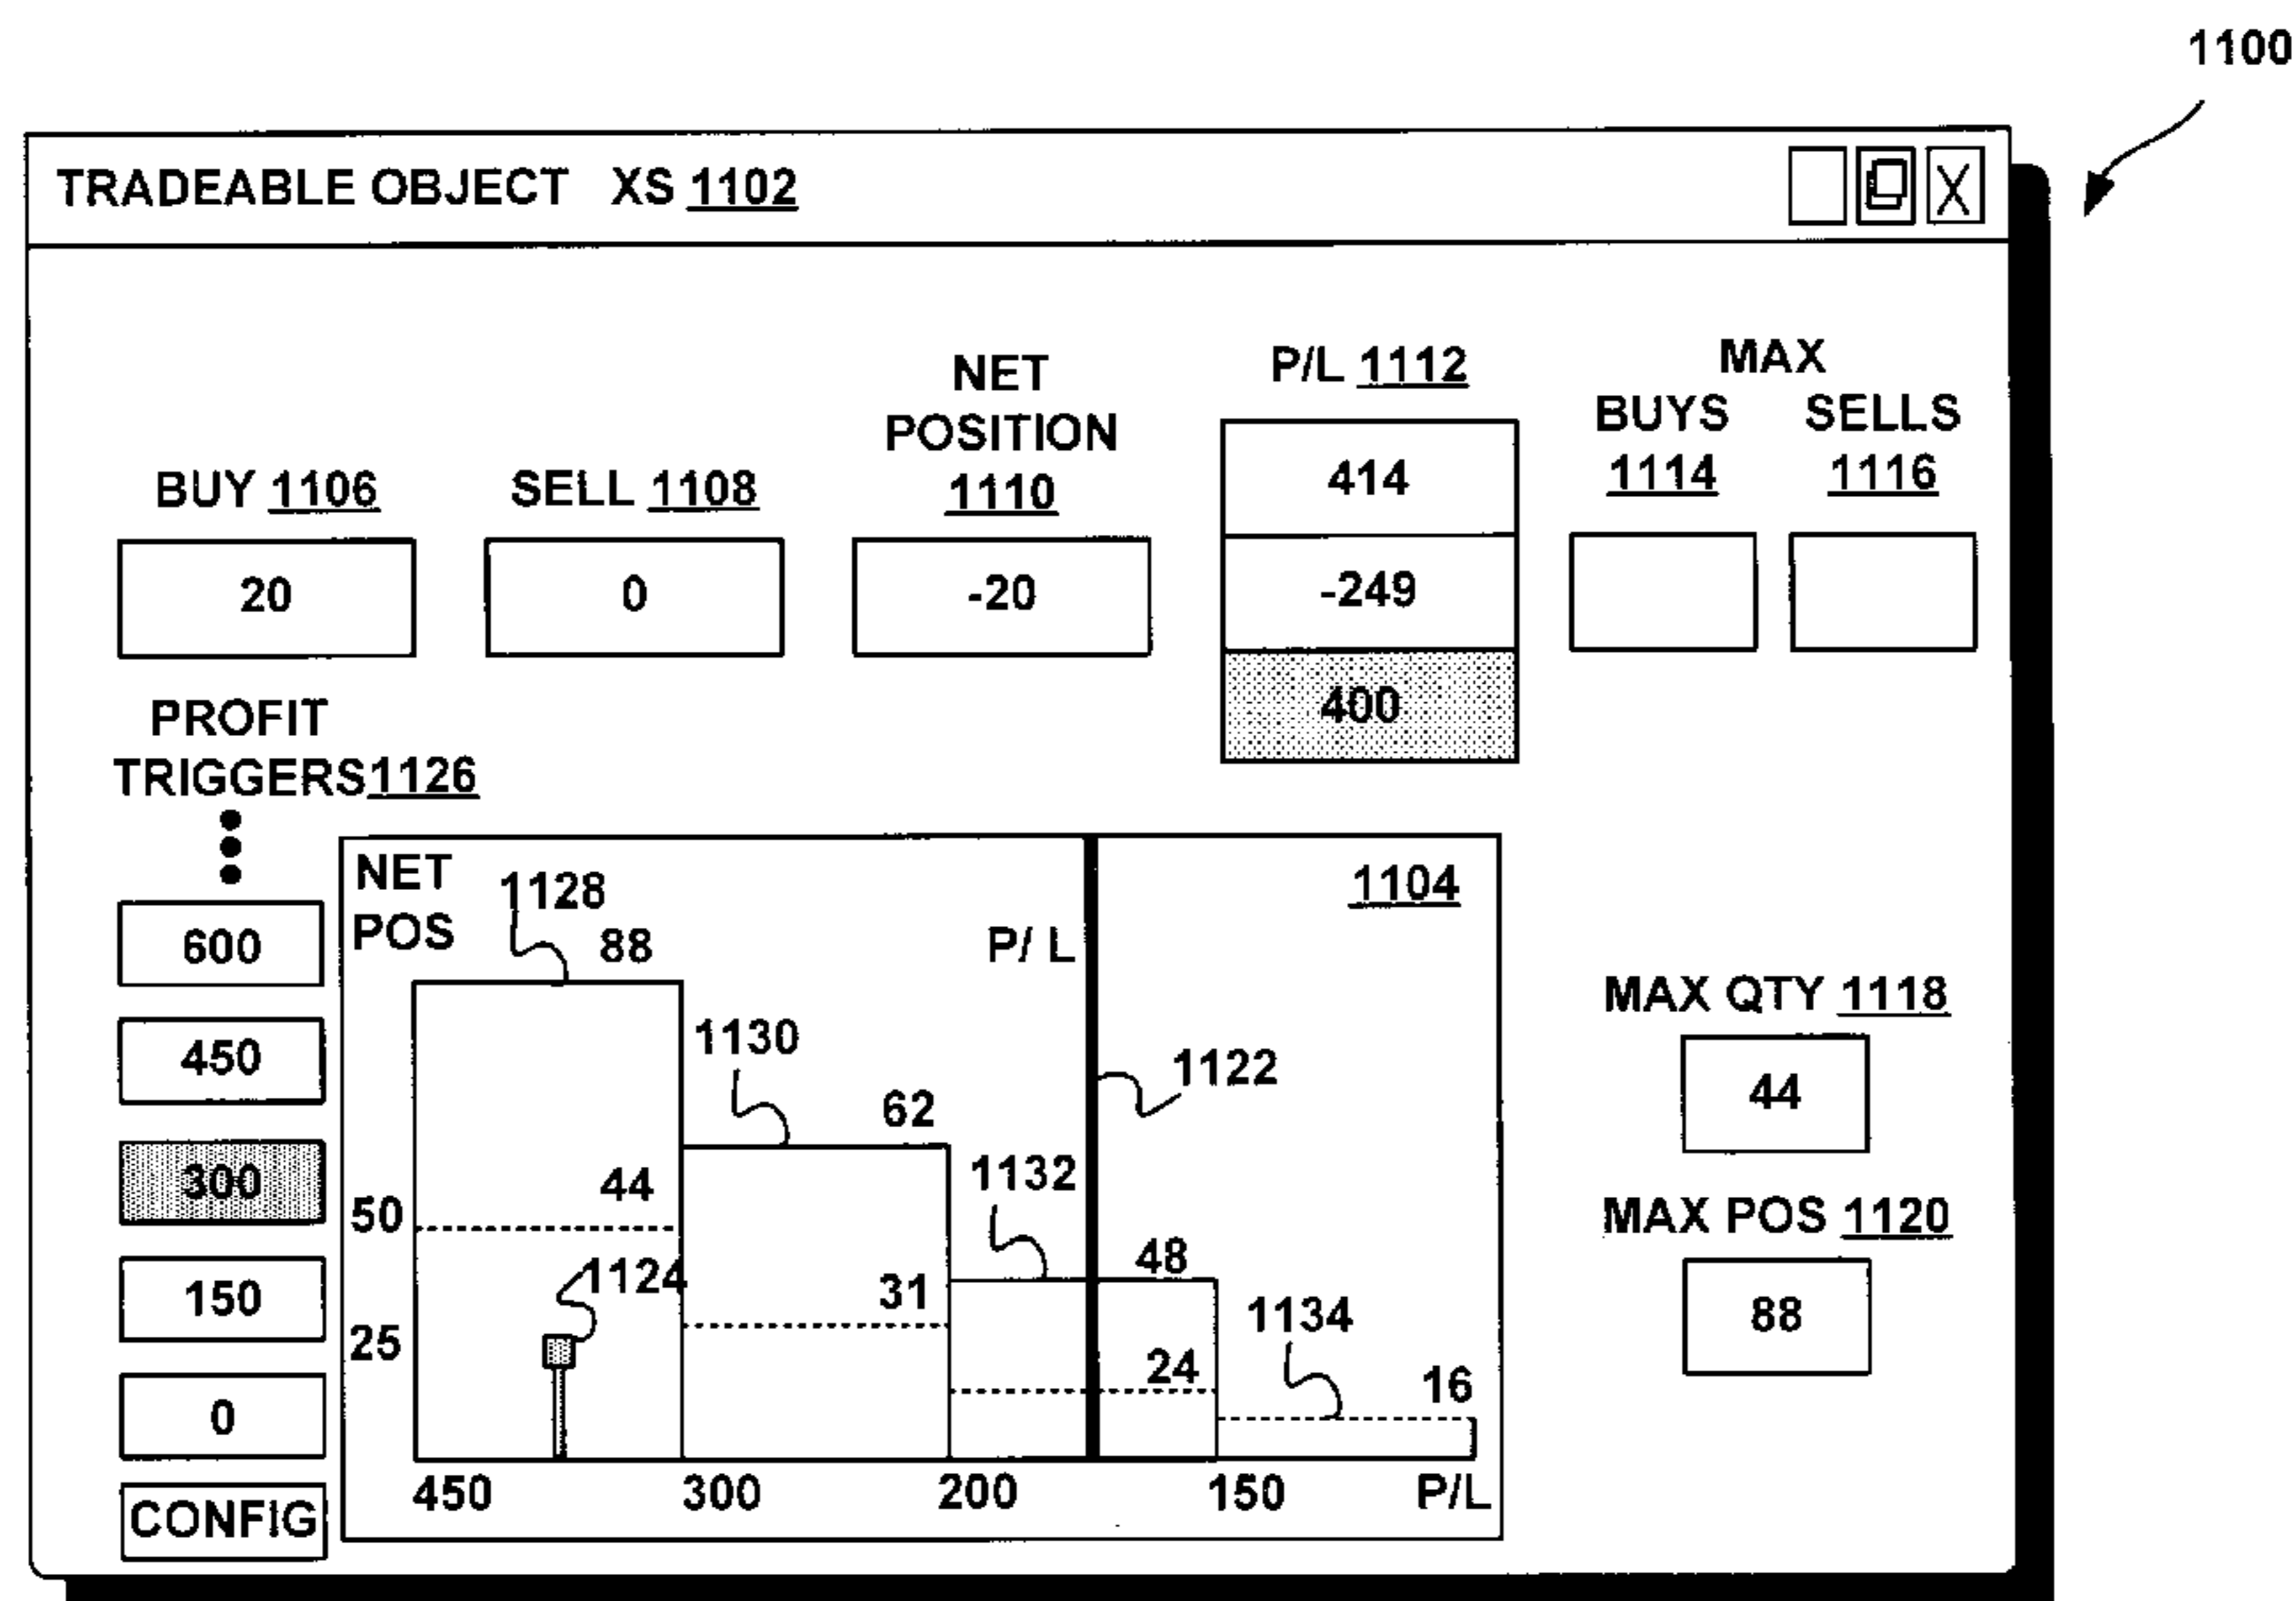 1100
TRADEABLE OBJECT XS 1102
X
BUY 1106
20
SELL 1108
0
NET
POSITION
1110
-20
P/L 1112
414
-249
400
MAX
BUYS SELLS
1114 1116
PROFIT
TRIGGERS1126
600
450
300
150
0
CONFIG
NET
POS
1104
1128
88
P/ L
1130
62
1122
1132
44
50
48
1124
31
1134
25
24
16
450 300 200 150 P/L
MAX QTY 1118
44
MAX POS 1120
88